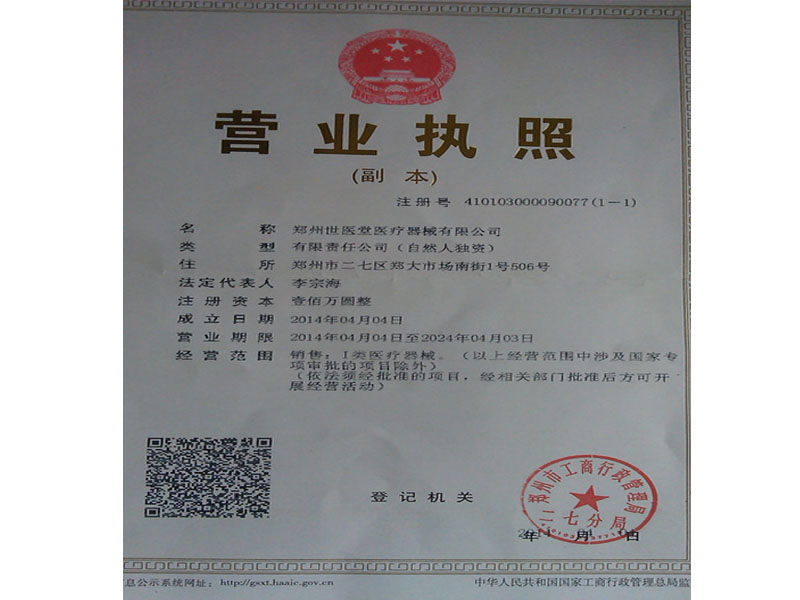 营业执照
(副 本)
注册号 410103000090077(1-1)
名 称 郑州世医堂医疗器械有限公司
类 型 有限责任公司（自然人独资）
住 所 郑州市二七区郑大市场南街1号506号
法定代表人 李宗海
注册资本 壹佰万圆整
成立日期 2014年04月04日
营业期限 2014年04月04日至2024年04月03日
经营范围 销售：I类医疗器械。（以上经营范围中涉及国家专
项审批的项目除外）
（依法须经批准的项目，经相关部门批准后方可开
展经营活动）
郑州市工商行政管理局
登记机关
二七分局
年 月 日
息公示系统网址：http://gsxt.haaic.gov.cn
中华人民共和国国家工商行政管理总局监